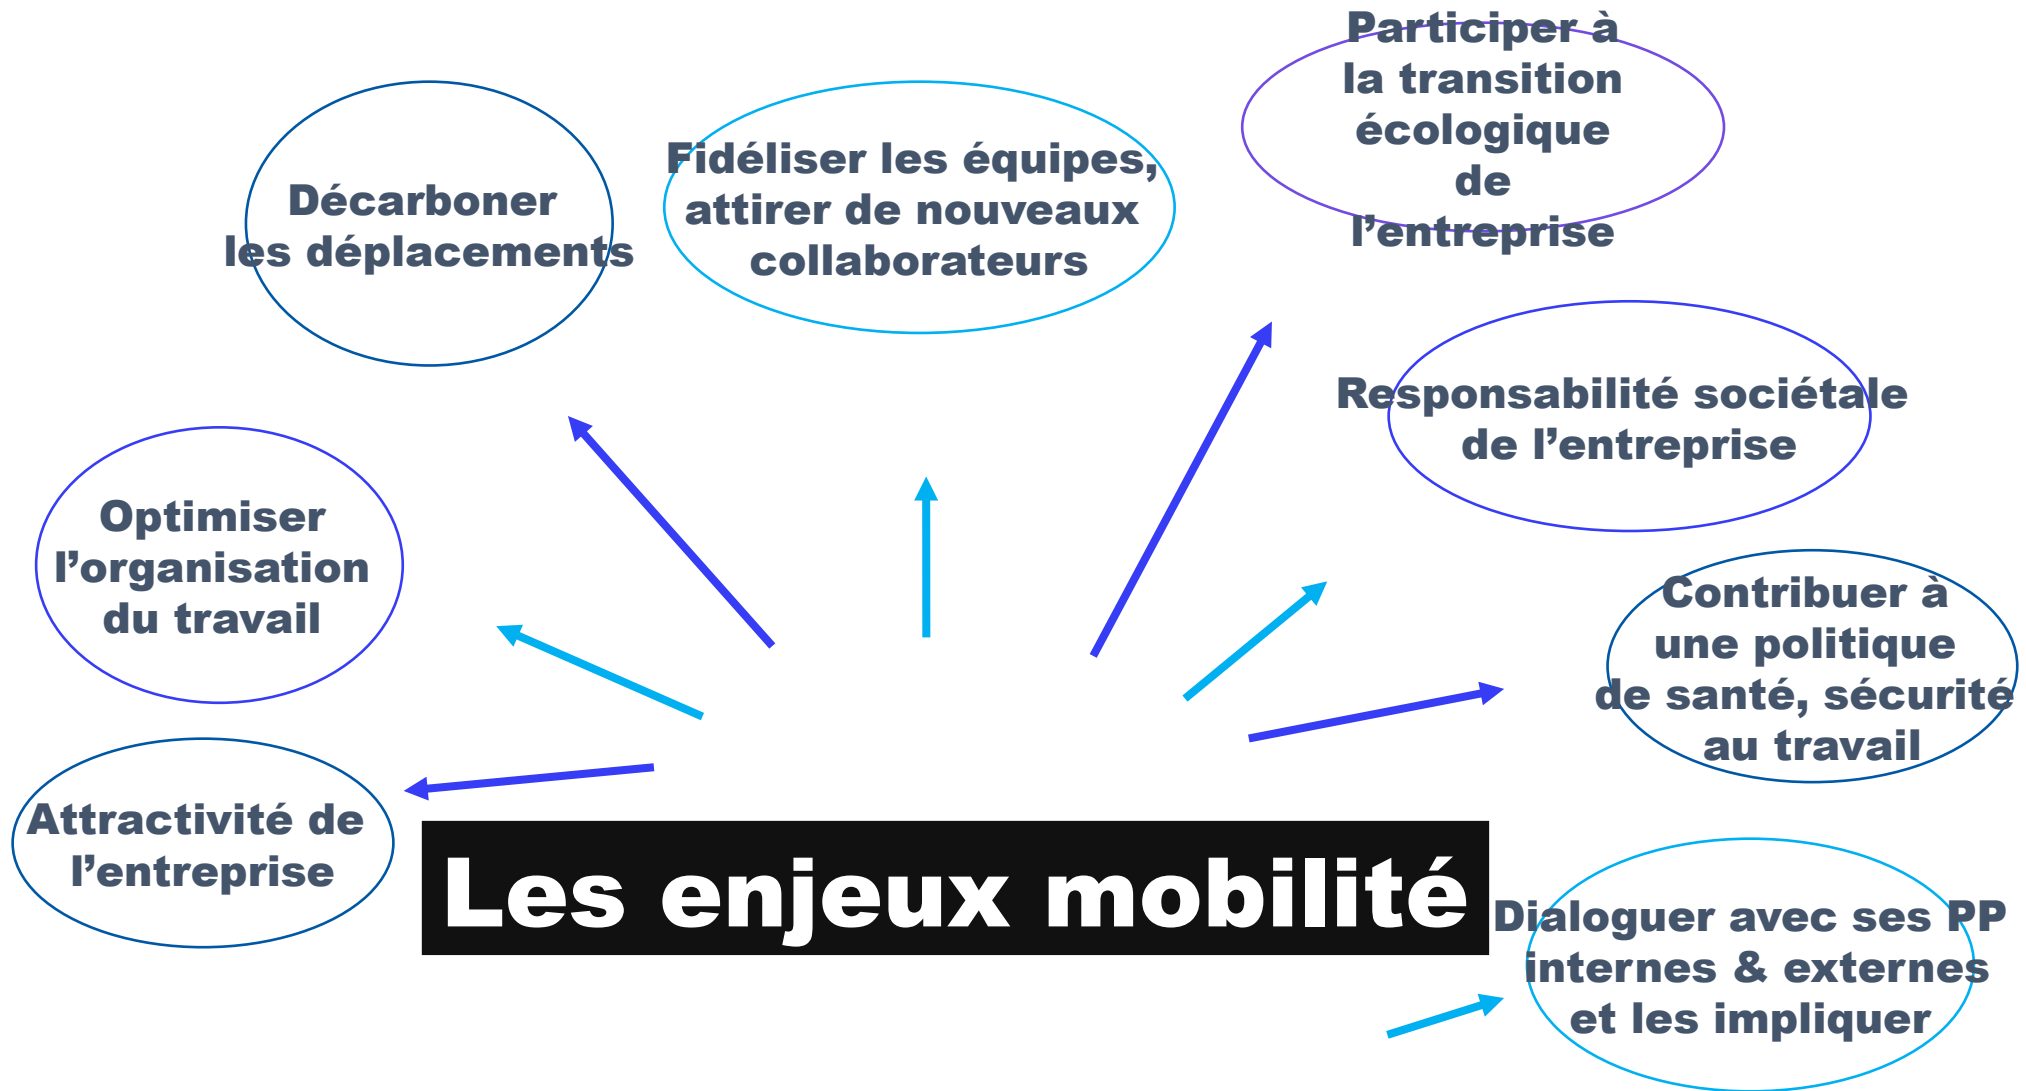 Participer à
la transition
écologique
de
l’entreprise
Fidéliser les équipes,
attirer de nouveaux
collaborateurs
Décarboner
les déplacements
Responsabilité sociétale
de l’entreprise
Optimiser
l’organisation
du travail
Contribuer à
une politique
de santé, sécurité
au travail
Attractivité de
l’entreprise
Les enjeux mobilité
Dialoguer avec ses PP
internes & externes
et les impliquer